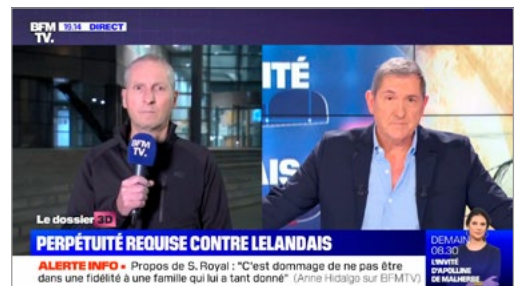 BFM 19.14 DIRECT
TV.
ITÉ
AIS
BFM
TV.
Le dossier 3D
PERPÉTUITÉ REQUISE CONTRE LELANDAIS
DEMAIN
08.30
L'INVITÉ
D'APOLLINE
DE MALHERBE
ALERTE INFO • Propos de S. Royal : "C'est dommage de ne pas être
dans une fidélité à une famille qui lui a tant donné" (Anne Hidalgo sur BFMTV)